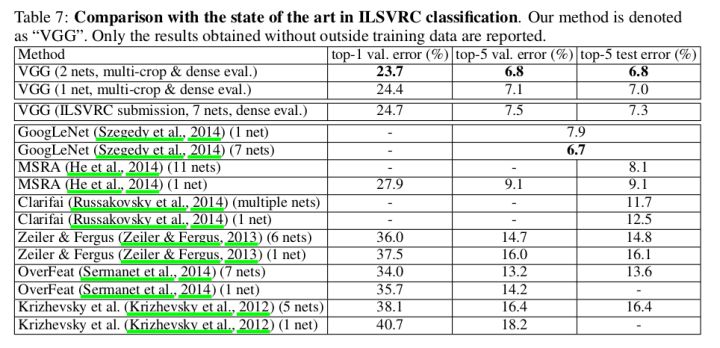 Table 7: Comparison with the state of the art in ILSVRC classification. Our method is denoted
as “VGG”. Only the results obtained without outside training data are reported.
Method top-1 val. error (%) top-5 val. error (%) top-5 test error (%)
VGG (2 nets, multi-crop & dense eval.) 23.7 6.8 6.8
VGG (1 net, multi-crop & dense eval.) 24.4 7.1 7.0
VGG (ILSVRC submission, 7 nets, dense eval.) 24.7 7.5 7.3
GoogLeNet (Szegedy et al., 2014) (1 net) - 7.9
GoogLeNet (Szegedy et al., 2014) (7 nets) - 6.7
MSRA (He et al., 2014) (11 nets) - - 8.1
MSRA (He et al., 2014) (1 net) 27.9 9.1 9.1
Clarifai (Russakovsky et al., 2014) (multiple nets) - - 11.7
Clarifai (Russakovsky et al., 2014) (1 net) - - 12.5
Zeiler & Fergus (Zeiler & Fergus, 2013) (6 nets) 36.0 14.7 14.8
Zeiler & Fergus (Zeiler & Fergus, 2013) (1 net) 37.5 16.0 16.1
OverFeat (Sermanet et al., 2014) (7 nets) 34.0 13.2 13.6
OverFeat (Sermanet et al., 2014) (1 net) 35.7 14.2 -
Krizhevsky et al. (Krizhevsky et al., 2012) (5 nets) 38.1 16.4 16.4
Krizhevsky et al. (Krizhevsky et al., 2012) (1 net) 40.7 18.2 -